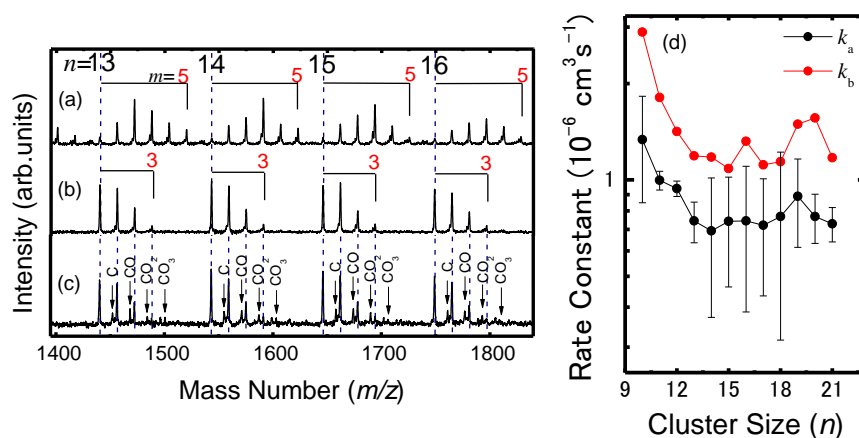 n=13 14 15 16
m=5 5 5 5
(a)
3 3 3 3
(b)
C CO CO2 CO3 C CO CO2 CO3 C CO CO2 CO3 C CO CO2 CO3
(c)
1400 1500 1600 1700 1800
Mass Number (m/z)
Intensity (arb.units)
(d)
ka
kb
1
9 12 15 18 21
Cluster Size (n)
Rate Constant (10⁻⁶ cm³s⁻¹)